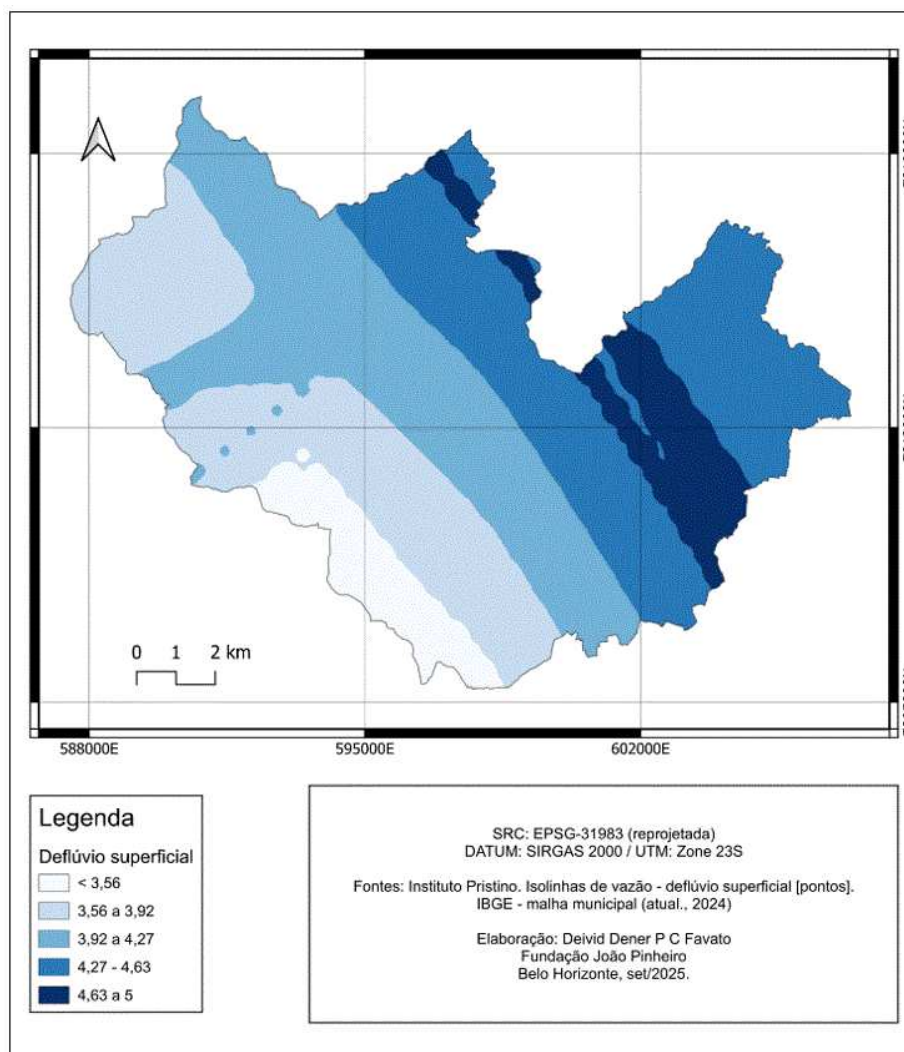 0 1 2 km
588000E 595000E 602000E
Legenda
Deflúvio superficial
< 3,56
3,56 a 3,92
3,92 a 4,27
4,27 - 4,63
4,63 a 5
SRC: EPSG-31983 (reprojetada)
DATUM: SIRGAS 2000 / UTM: Zone 23S
Fontes: Instituto Pristino. Isolinhas de vazão - deflúvio superficial [pontos].
IBGE - malha municipal (atual., 2024)
Elaboração: Deivid Dener P C Favato
Fundação João Pinheiro
Belo Horizonte, set/2025.